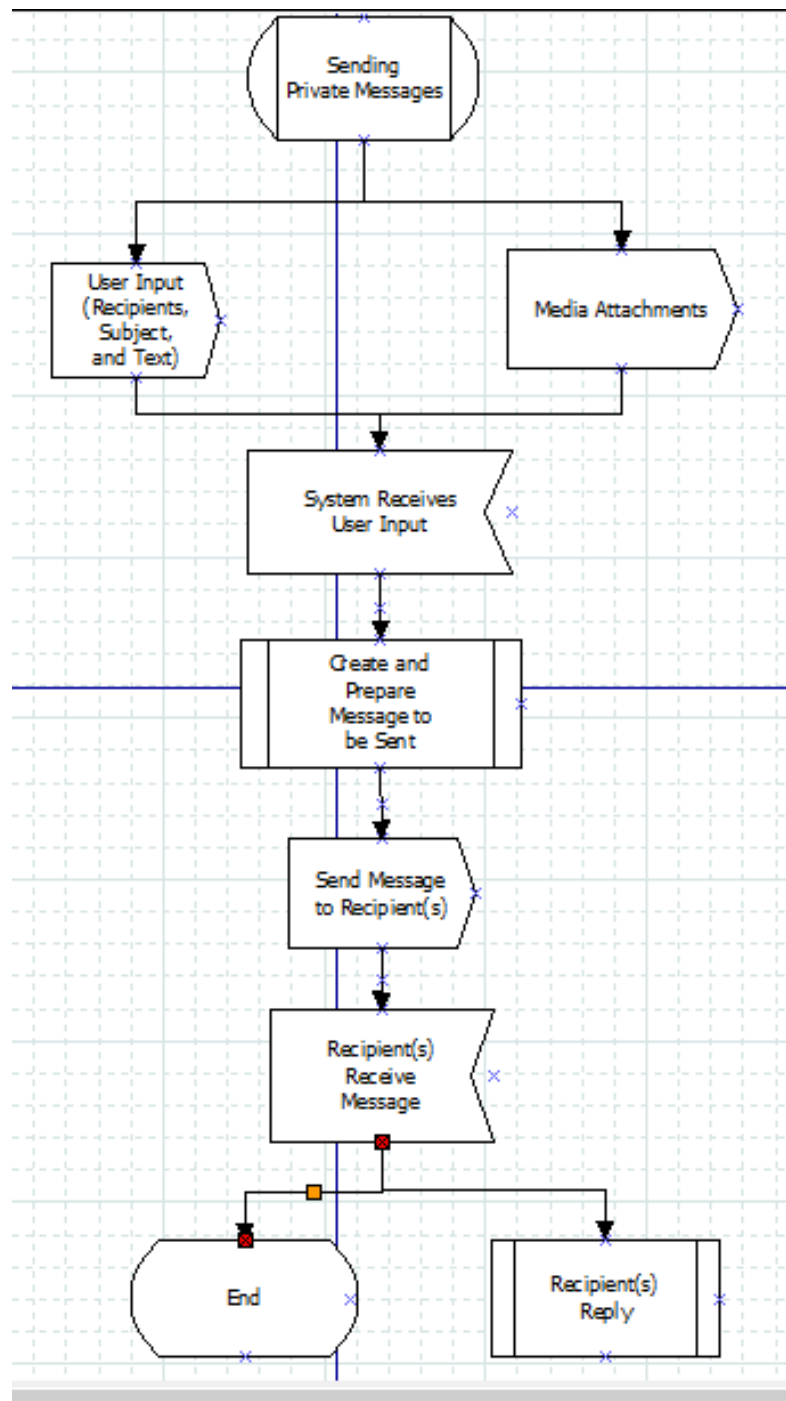 Sending
Private Messages
User Input
(Recipients,
Subject,
and Text)
Media Attachments
System Receives
User Input
Create and
Prepare
Message to
be Sent
Send Message
to Recipient(s)
Recipient(s)
Receive
Message
End
Recipient(s)
Reply